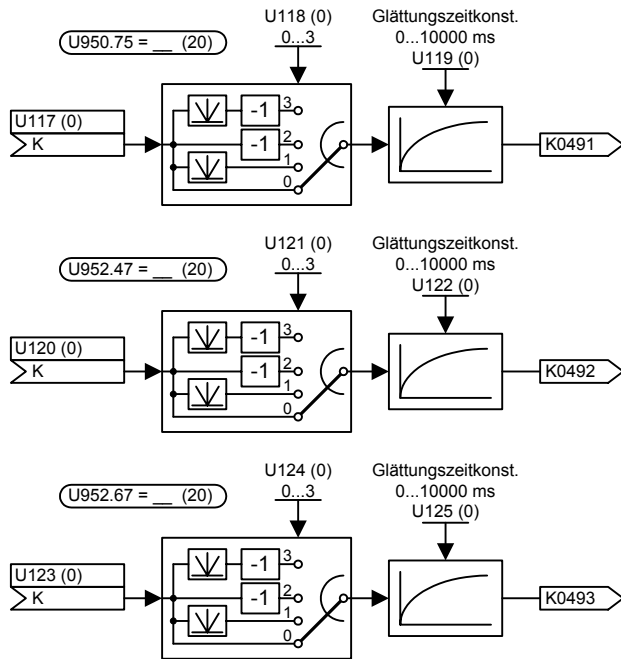 U118 (0)
0...3
Glättungszeitkonst.
0...10000 ms
U119 (0)
U950.75 = __ (20)
U117 (0)
K
-1
3
-1
2
1
0
K0491
U121 (0)
0...3
Glättungszeitkonst.
0...10000 ms
U122 (0)
U952.47 = __ (20)
U120 (0)
K
-1
3
-1
2
1
0
K0492
U124 (0)
0...3
Glättungszeitkonst.
0...10000 ms
U125 (0)
U952.67 = __ (20)
U123 (0)
K
-1
3
-1
2
1
0
K0493